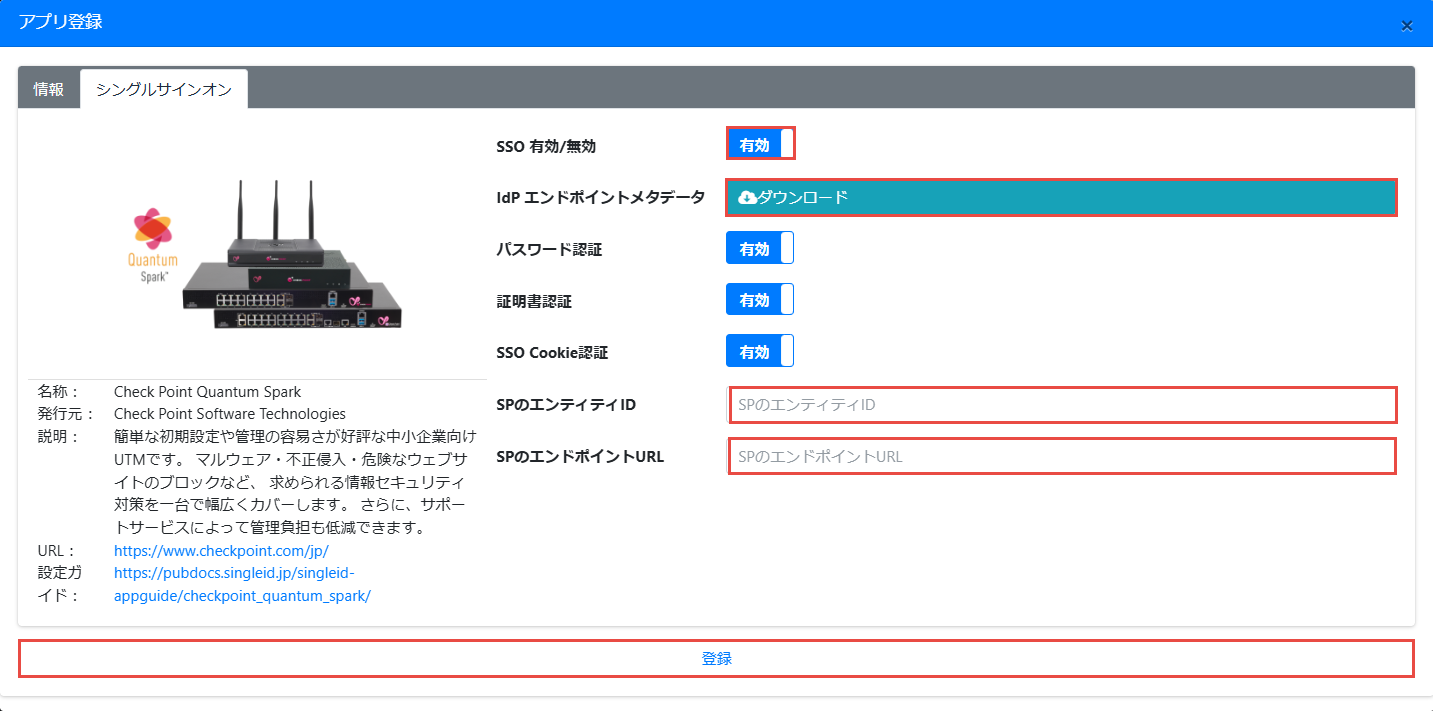 アプリ登録
×
情報
シングルサインオン
SSO 有効/無効
有効
IdP エンドポイントメタデータ
ダウンロード
パスワード認証
有効
証明書認証
有効
SSO Cookie認証
有効
SPのエンティティID
SPのエンティティID
SPのエンドポイントURL
SPのエンドポイントURL
Quantum
Spark™
名称：
Check Point Quantum Spark
発行元：
Check Point Software Technologies
説明：
簡単な初期設定や管理の容易さが好評な中小企業向け
UTMです。 マルウェア・不正侵入・危険なウェブサ
イトのブロックなど、 求められる情報セキュリティ
対策を一台で幅広くカバーします。 さらに、サポー
トサービスによって管理負担も低減できます。
URL：
https://www.checkpoint.com/jp/
設定ガ
イド：
https://pubdocs.singleid.jp/singleid-
appguide/checkpoint_quantum_spark/
登録